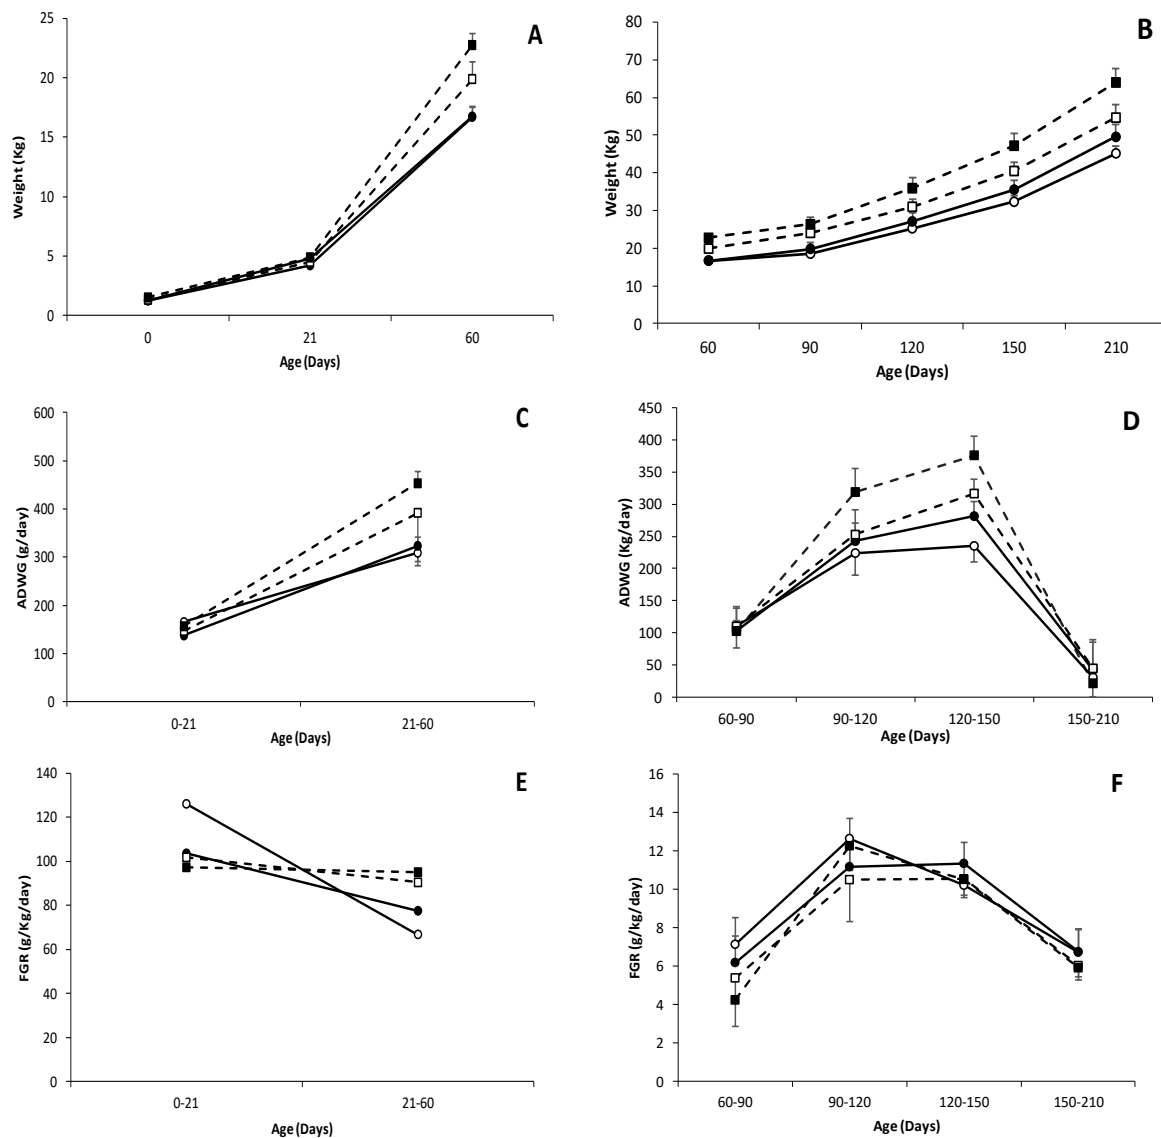 A
Weight (Kg)
25
20
15
10
5
0
0 21 60
Age (Days)
B
Weight (Kg)
80
70
60
50
40
30
20
10
0
60 90 120 150 210
Age (Days)
C
ADWG (g/day)
600
500
400
300
200
100
0
0-21 21-60
Age (Days)
D
ADWG (Kg/day)
450
400
350
300
250
200
150
100
50
0
60-90 90-120 120-150 150-210
Age (Days)
E
FGR (g/Kg/day)
140
120
100
80
60
40
20
0
0-21 21-60
Age (Days)
F
FGR (g/kg/day)
16
14
12
10
8
6
4
2
0
60-90 90-120 120-150 150-210
Age (Days)